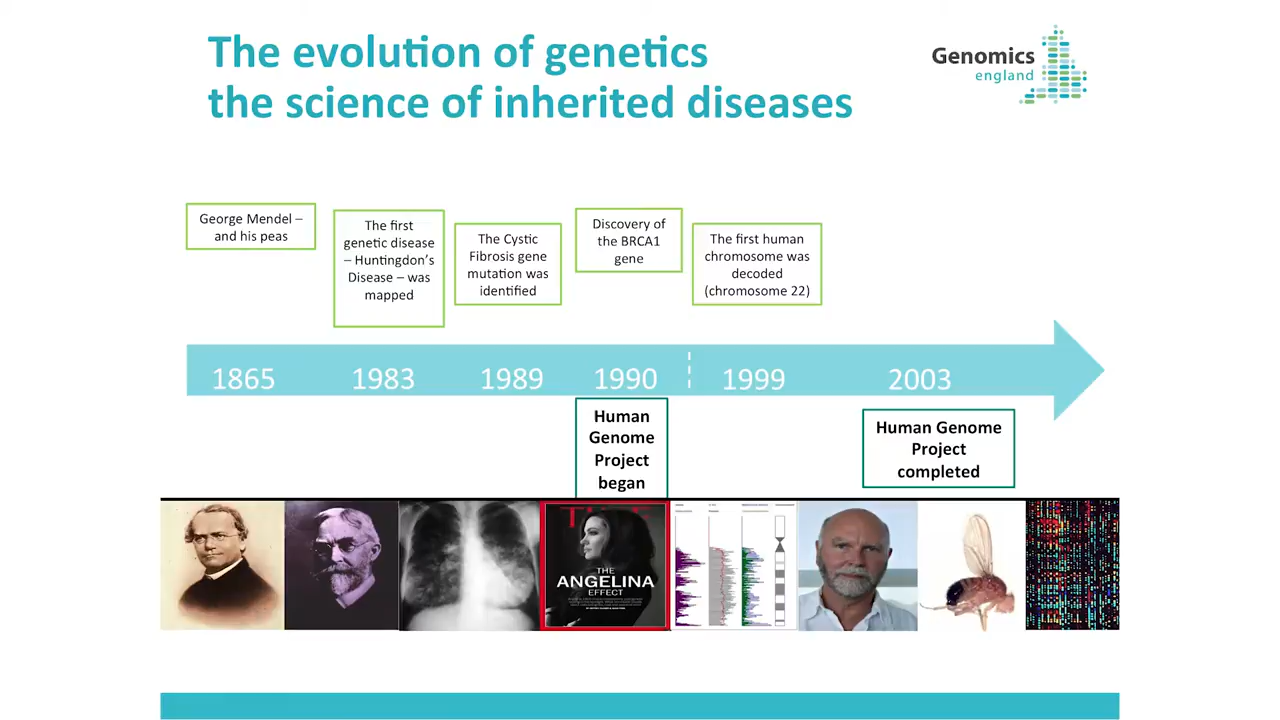 The evolution of genetics
the science of inherited diseases
Genomics
england
George Mendel –
and his peas
The first
genetic disease
– Huntingdon's
Disease – was
mapped
The Cystic
Fibrosis gene
mutation was
identified
Discovery of
the BRCA1
gene
The first human
chromosome was
decoded
(chromosome 22)
1865
1983
1989
1990
1999
2003
Human
Genome
Project
began
Human Genome
Project
completed
THE
ANGELINA
EFFECT